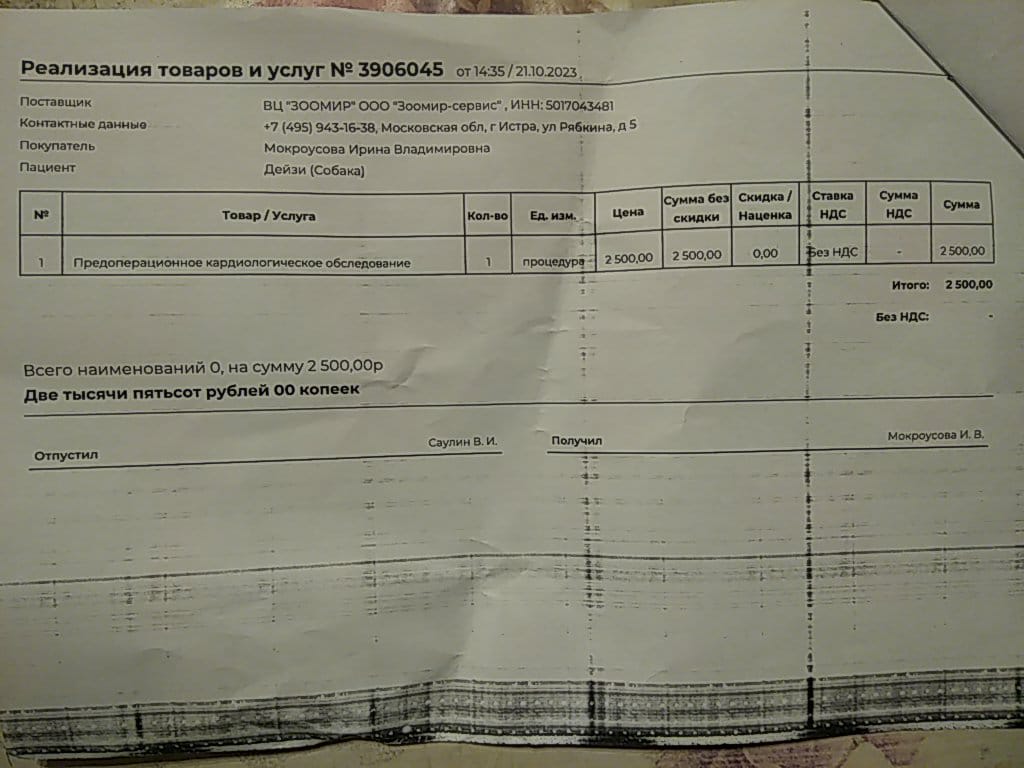 Реализация товаров и услуг № 3906045 от 14:35 / 21.10.2023
Поставщик ВЦ "ЗООМИР" ООО "Зоомир-сервис" , ИНН: 5017043481
Контактные данные +7 (495) 943-16-38, Московская обл, г Истра, ул Рябкина, д 5
Покупатель Мокроусова Ирина Владимировна
Пациент Дейзи (Собака)
№ Товар / Услуга Кол-во Ед. изм. Цена Сумма без скидки Скидка / Наценка Ставка НДС Сумма НДС Сумма
1 Предоперационное кардиологическое обследование 1 процедура 2 500,00 2 500,00 0,00 Без НДС - 2 500,00
Итого: 2 500,00
Без НДС: -
Всего наименований 0, на сумму 2 500,00р
Две тысячи пятьсот рублей 00 копеек
Отпустил Саулин В. И. Получил Мокроусова И. В.